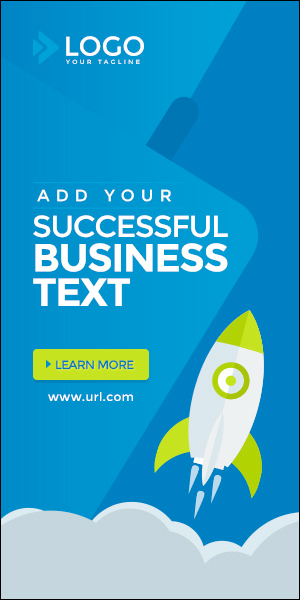 LOGO
YOUR TAGLINE
ADD YOUR
SUCCESSFUL
BUSINESS
TEXT
LEARN MORE
www.url.com